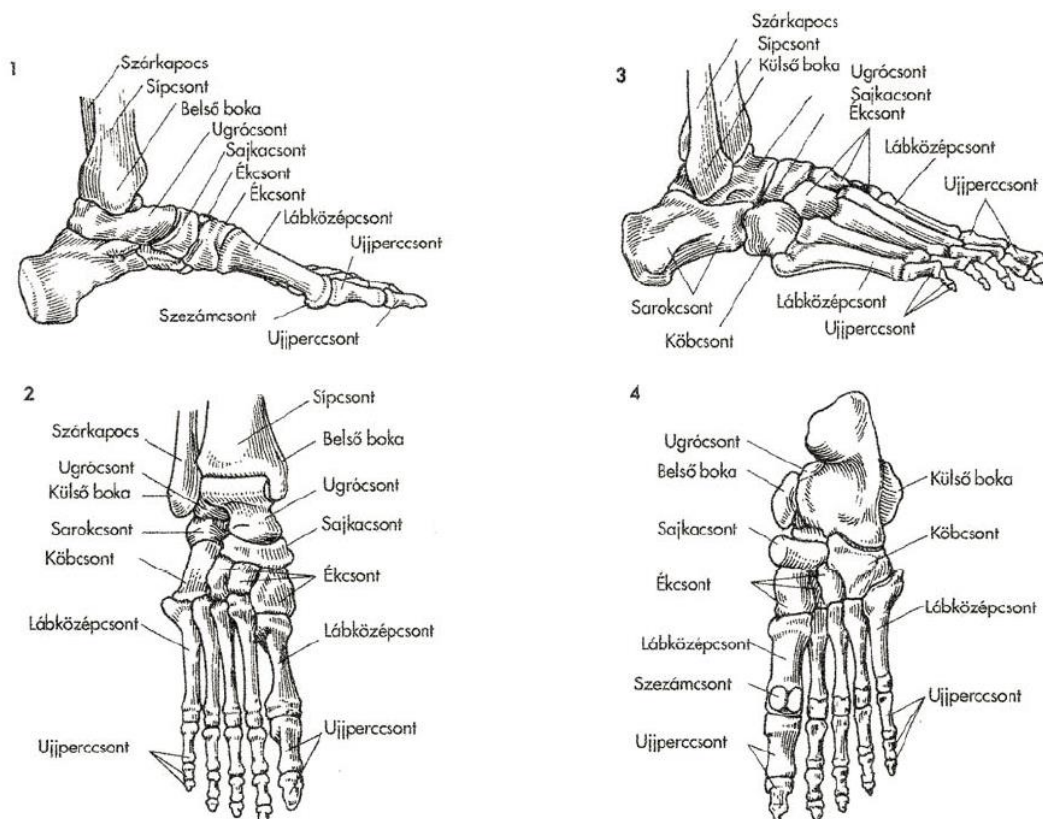 1
Szárkapocs
Sípcsont
Belső boka
Ugrócsont
Sajkacsont
Ékcsont
Ékcsont
Lábközépcsont
Ujjperccsont
Szezámcsont
Ujjperccsont
3
Szárkapocs
Sípcsont
Külső boka
Ugrócsont
Sajkacsont
Ékcsont
Lábközépcsont
Ujjperccsont
Sarokcsont
Lábközépcsont
Ujjperccsont
Köbcsont
2
Sípcsont
Szárkapocs
Belső boka
Ugrócsont
Külső boka
Ugrócsont
Sarokcsont
Sajkacsont
Köbcsont
Ékcsont
Lábközépcsont
Lábközépcsont
Ujjperccsont
Ujjperccsont
4
Ugrócsont
Belső boka
Külső boka
Sajkacsont
Köbcsont
Ékcsont
Lábközépcsont
Lábközépcsont
Szezámcsont
Ujjperccsont
Ujjperccsont